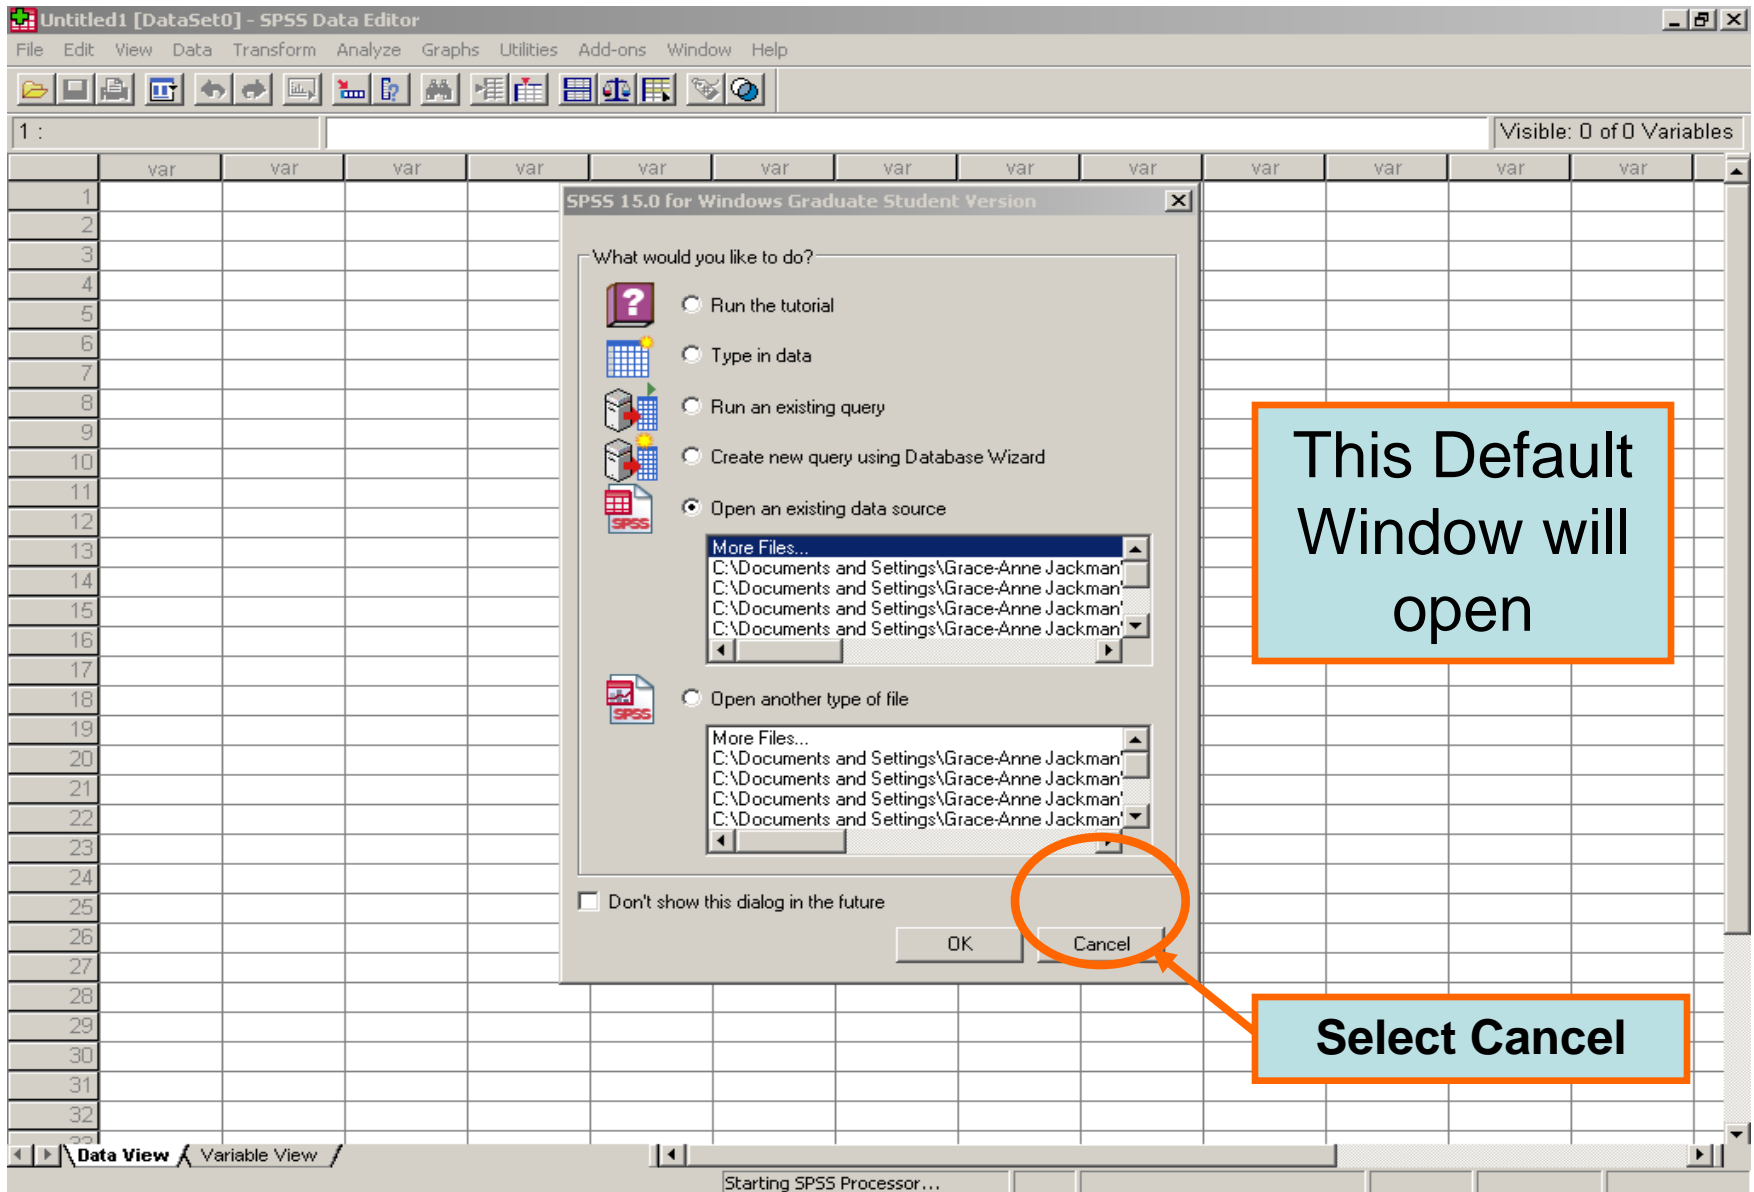 Untitled1 [DataSet0] - SPSS Data Editor
File Edit View Data Transform Analyze Graphs Utilities Add-ons Window Help
1 :
Visible: 0 of 0 Variables
var var var var var var var var var var var var var
1
2
3
4
5
6
7
8
9
10
11
12
13
14
15
16
17
18
19
20
21
22
23
24
25
26
27
28
29
30
31
32
33
SPSS 15.0 for Windows Graduate Student Version
What would you like to do?
Run the tutorial
Type in data
Run an existing query
Create new query using Database Wizard
SPSS
Open an existing data source
More Files...
C:\Documents and Settings\Grace-Anne Jackman'
C:\Documents and Settings\Grace-Anne Jackman'
C:\Documents and Settings\Grace-Anne Jackman'
C:\Documents and Settings\Grace-Anne Jackman'
SPSS
Open another type of file
More Files...
C:\Documents and Settings\Grace-Anne Jackman'
C:\Documents and Settings\Grace-Anne Jackman'
C:\Documents and Settings\Grace-Anne Jackman'
C:\Documents and Settings\Grace-Anne Jackman'
Don't show this dialog in the future
OK Cancel
This Default
Window will
open
Select Cancel
Data View Variable View
Starting SPSS Processor...